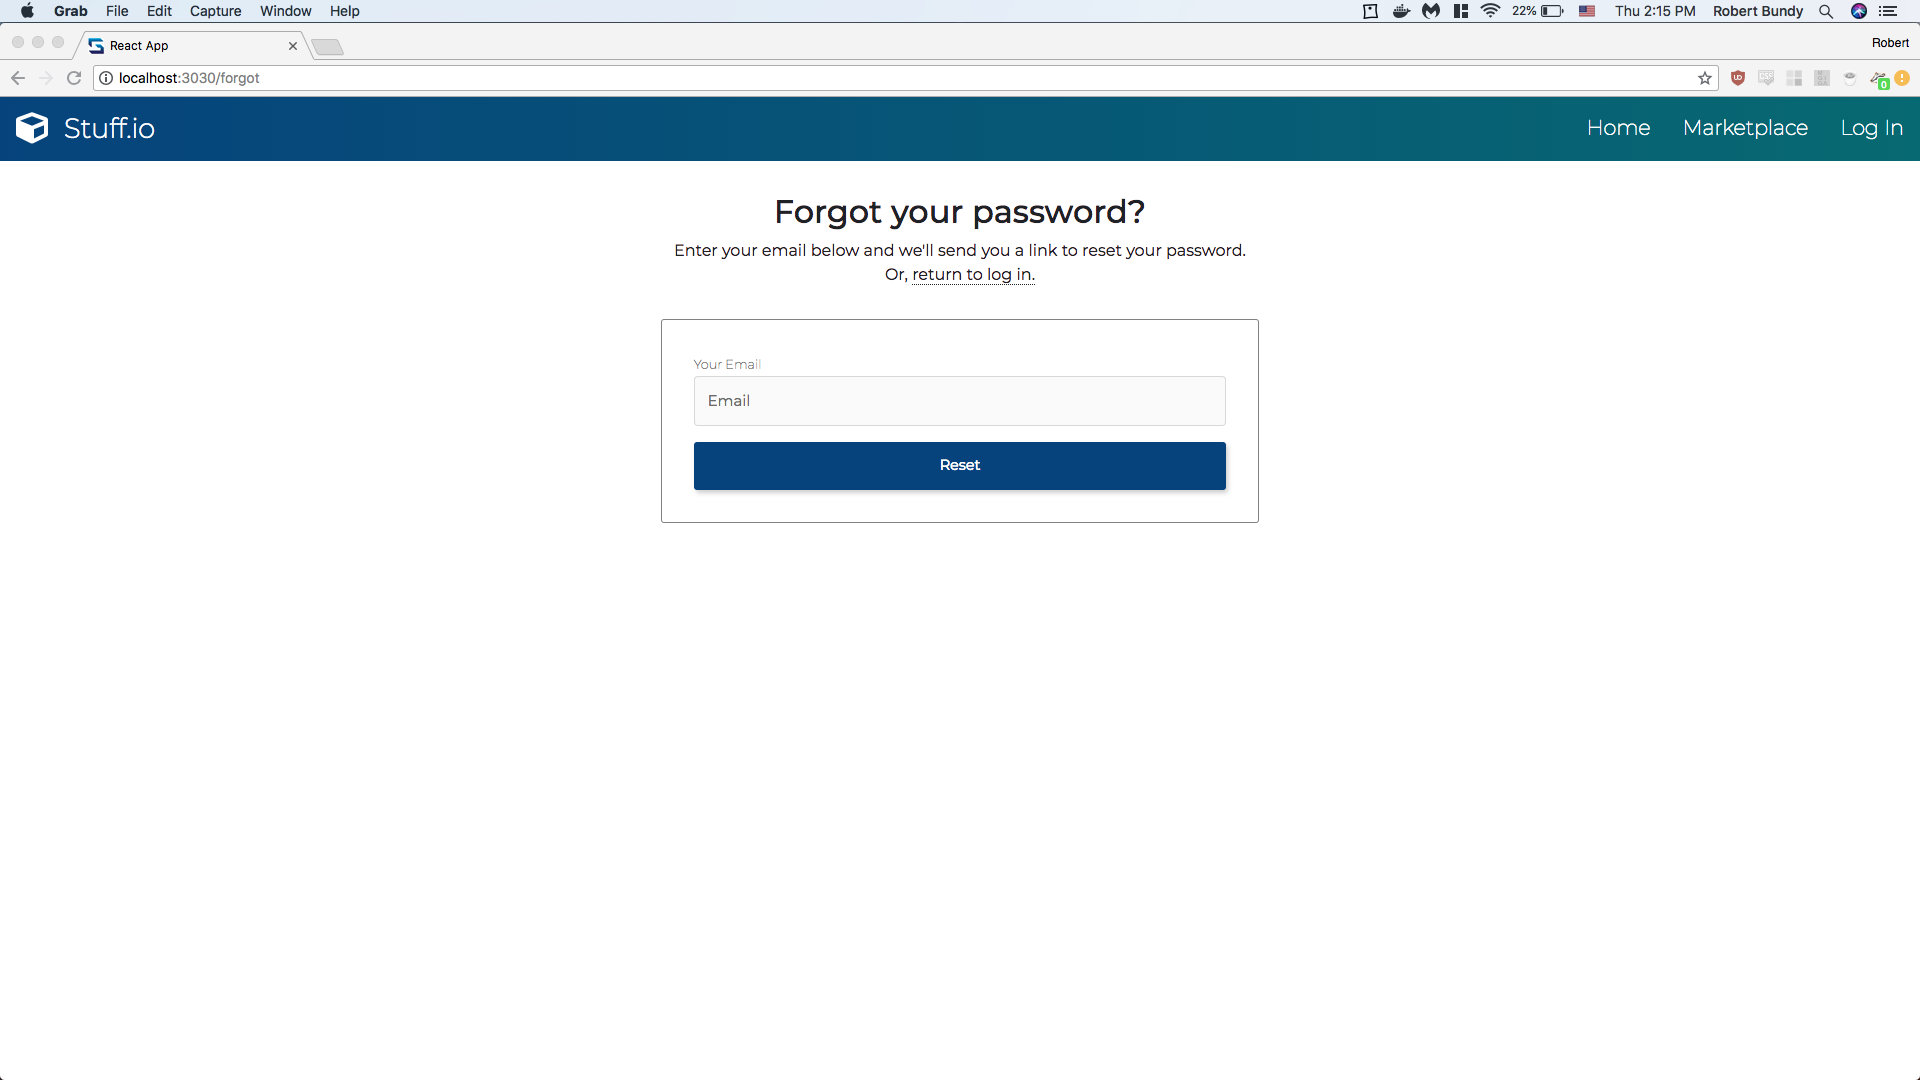 Grab File Edit Capture Window Help 22% Thu 2:15 PM Robert Bundy
React App Robert
localhost:3030/forgot
Stuff.io Home Marketplace Log In
Forgot your password?
Enter your email below and we'll send you a link to reset your password.
Or, return to log in.
Your Email
Email
Reset